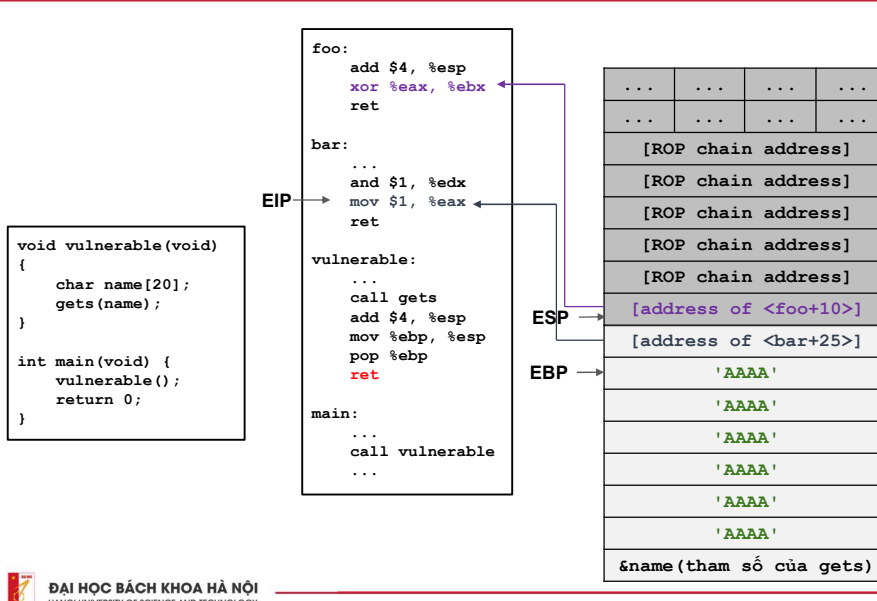 void vulnerable(void)
{
    char name[20];
    gets(name);
}

int main(void) {
    vulnerable();
    return 0;
}
EIP
foo:
    add $4, %esp
    xor %eax, %ebx
    ret

bar:
    ...
    and $1, %edx
    mov $1, %eax
    ret

vulnerable:
    ...
    call gets
    add $4, %esp
    mov %ebp, %esp
    pop %ebp
    ret

main:
    ...
    call vulnerable
    ...
ESP
EBP
... ... ... ...
... ... ... ...
[ROP chain address]
[ROP chain address]
[ROP chain address]
[ROP chain address]
[ROP chain address]
[address of <foo+10>]
[address of <bar+25>]
'AAAA'
'AAAA'
'AAAA'
'AAAA'
'AAAA'
'AAAA'
&name(tham số của gets)
ĐẠI HỌC BÁCH KHOA HÀ NỘI